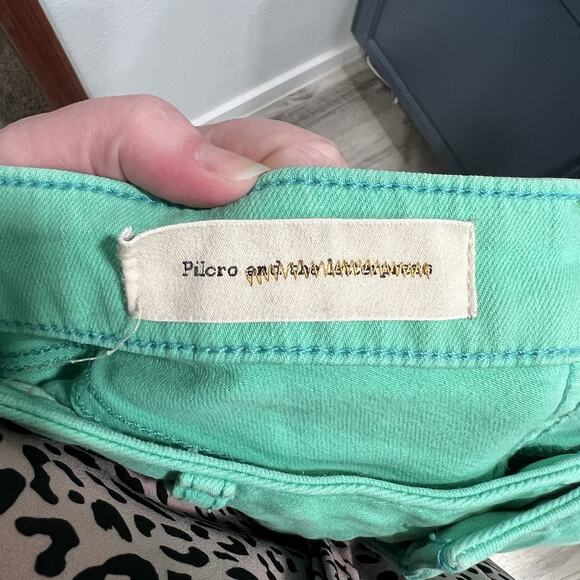 Pilcro and the letterpress